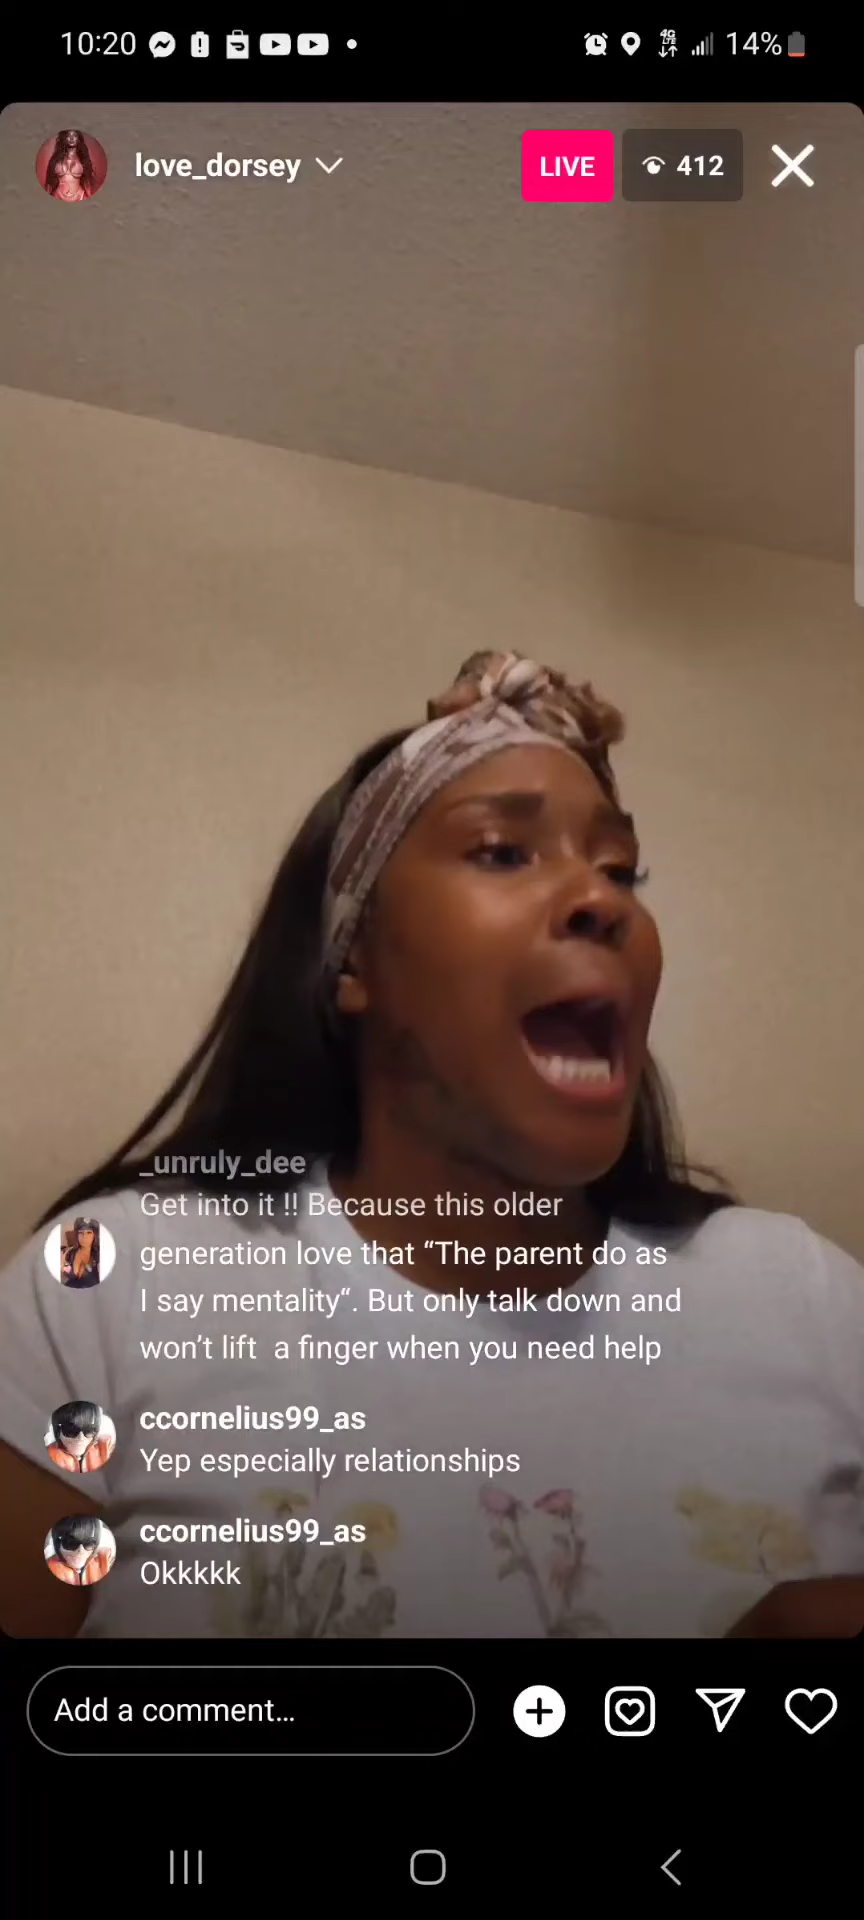 10:20
4G
LTE
14%
love_dorsey
LIVE
412
_unruly_dee
Get into it !! Because this older
generation love that “The parent do as
I say mentality“. But only talk down and
won’t lift  a finger when you need help
ccornelius99_as
Yep especially relationships
ccornelius99_as
Okkkkk
Add a comment...